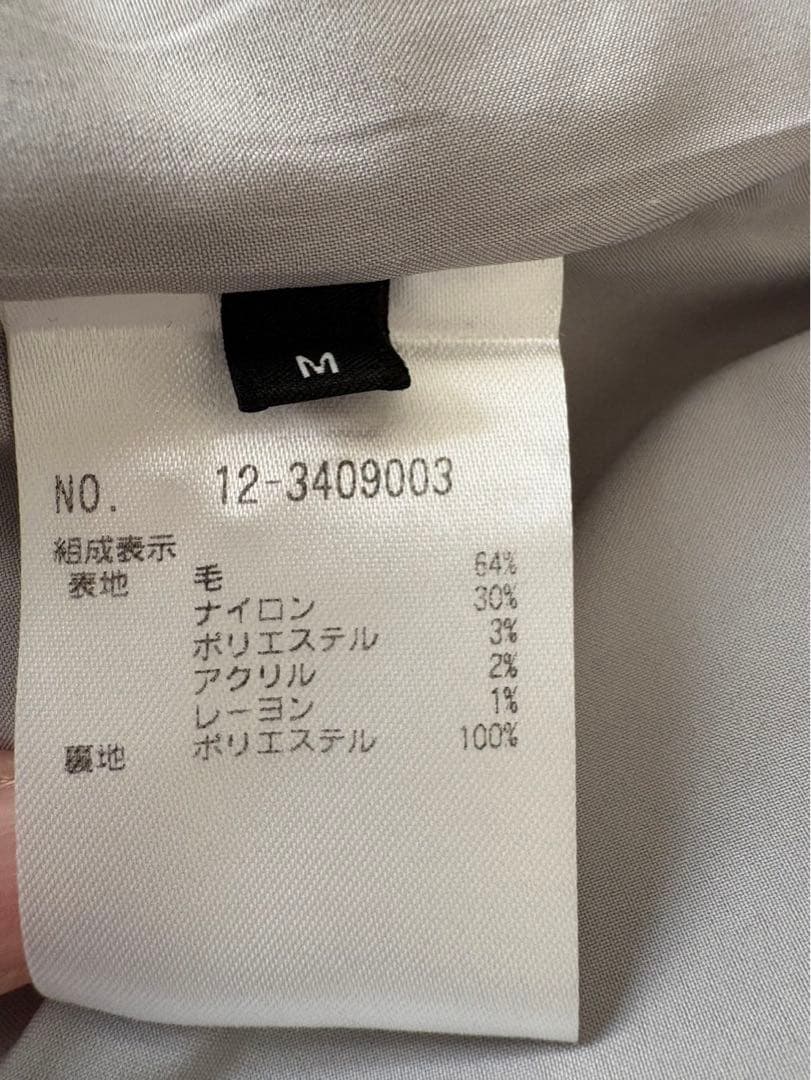 M
NO. 12-3409003
組成表示
表地 毛 64%
ナイロン 30%
ポリエステル 3%
アクリル 2%
レーヨン 1%
裏地 ポリエステル 100%